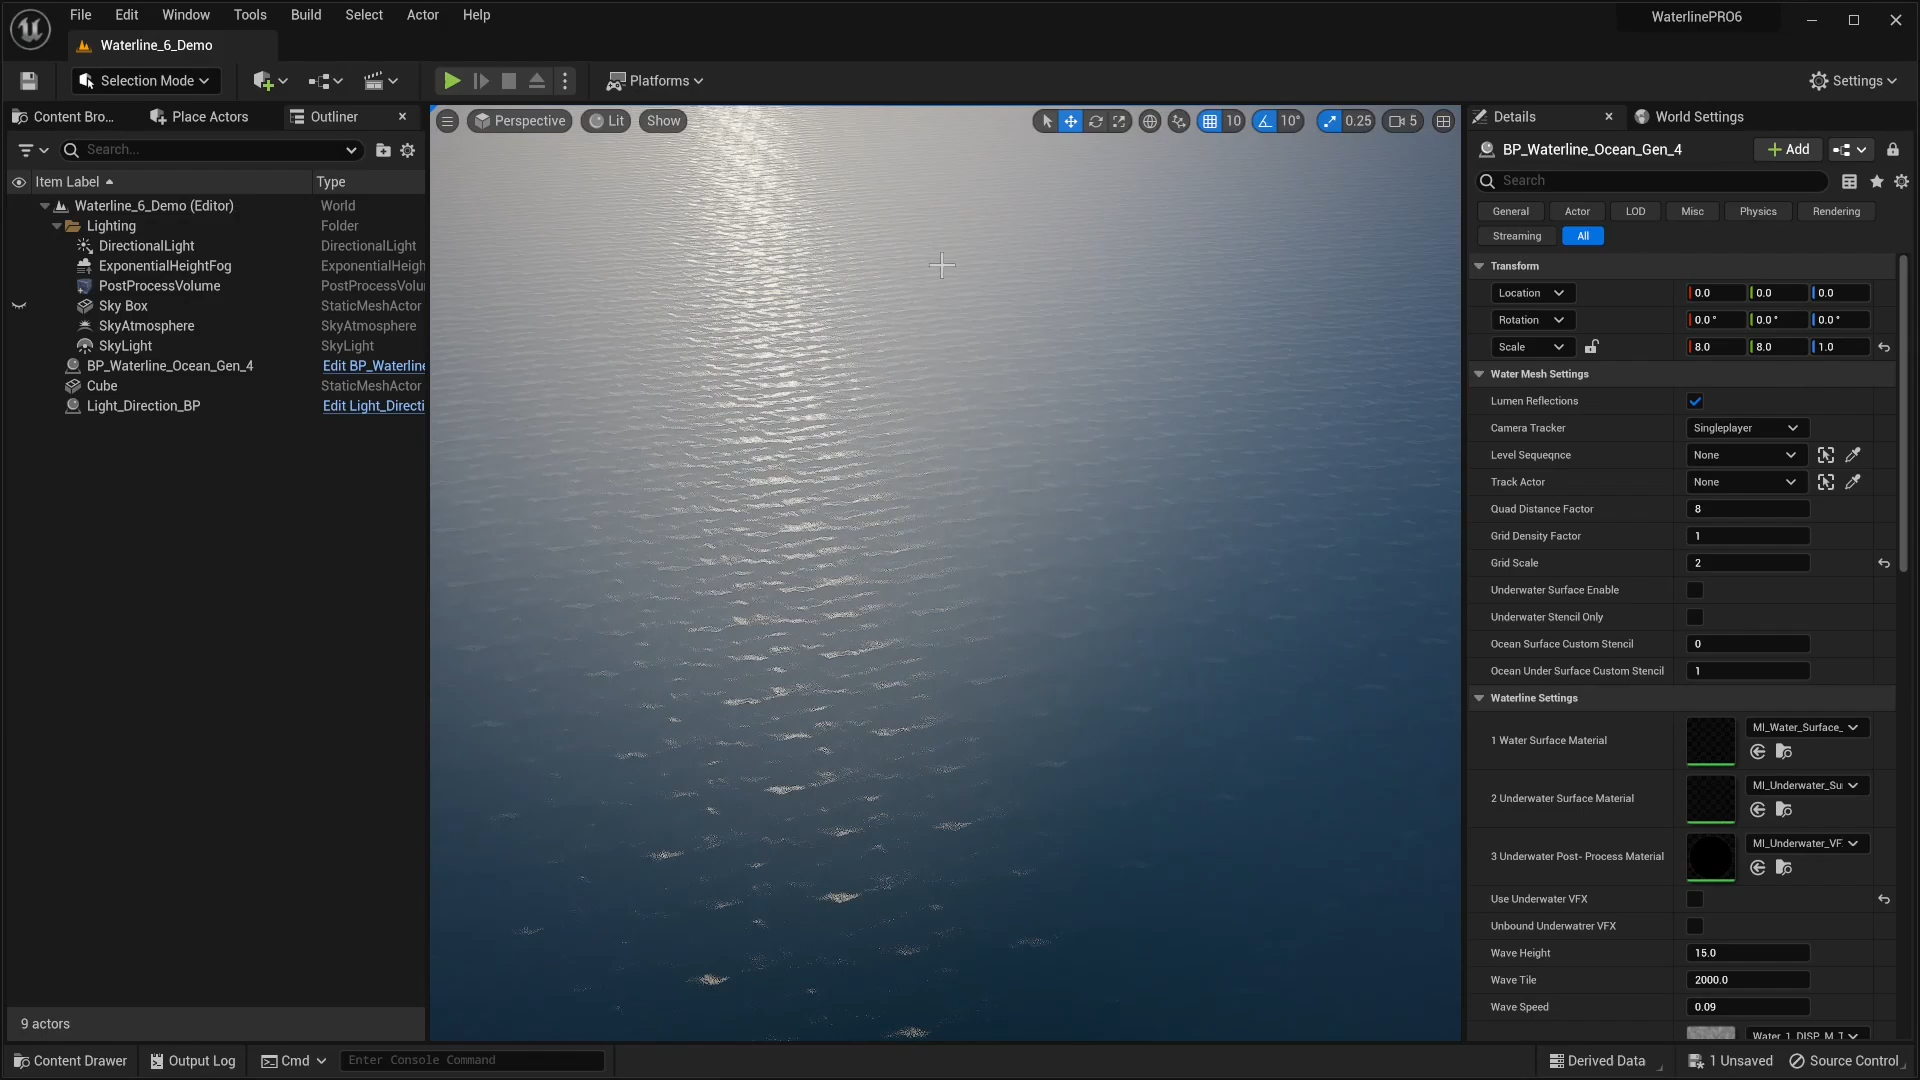 File Edit Window Tools Build Select Actor Help
WaterlinePRO6
Waterline_6_Demo
Selection Mode
Platforms
Settings
Content Bro...
Place Actors
Outliner
Search...
Item Label
Type
Waterline_6_Demo (Editor) World
Lighting Folder
DirectionalLight DirectionalLight
ExponentialHeightFog ExponentialHeigh
PostProcessVolume PostProcessVolu
Sky Box StaticMeshActor
SkyAtmosphere SkyAtmosphere
SkyLight SkyLight
BP_Waterline_Ocean_Gen_4 Edit BP_Waterline
Cube StaticMeshActor
Light_Direction_BP Edit Light_Directi
9 actors
Perspective
Lit
Show
10
10°
0.25
5
Details
World Settings
BP_Waterline_Ocean_Gen_4
Add
Search
General Actor LOD Misc Physics Rendering
Streaming All
Transform
Location 0.0 0.0 0.0
Rotation 0.0 ° 0.0 ° 0.0 °
Scale 8.0 8.0 1.0
Water Mesh Settings
Lumen Reflections
Camera Tracker Singleplayer
Level Sequeqnce None
Track Actor None
Quad Distance Factor 8
Grid Density Factor 1
Grid Scale 2
Underwater Surface Enable
Underwater Stencil Only
Ocean Surface Custom Stencil 0
Ocean Under Surface Custom Stencil 1
Waterline Settings
1 Water Surface Material MI_Water_Surface_
2 Underwater Surface Material MI_Underwater_Su
3 Underwater Post- Process Material MI_Underwater_VF
Use Underwater VFX
Unbound Underwatrer VFX
Wave Height 15.0
Wave Tile 2000.0
Wave Speed 0.09
Water_1_DISP_M_T
Content Drawer
Output Log
Cmd
Enter Console Command
Derived Data
1 Unsaved
Source Control